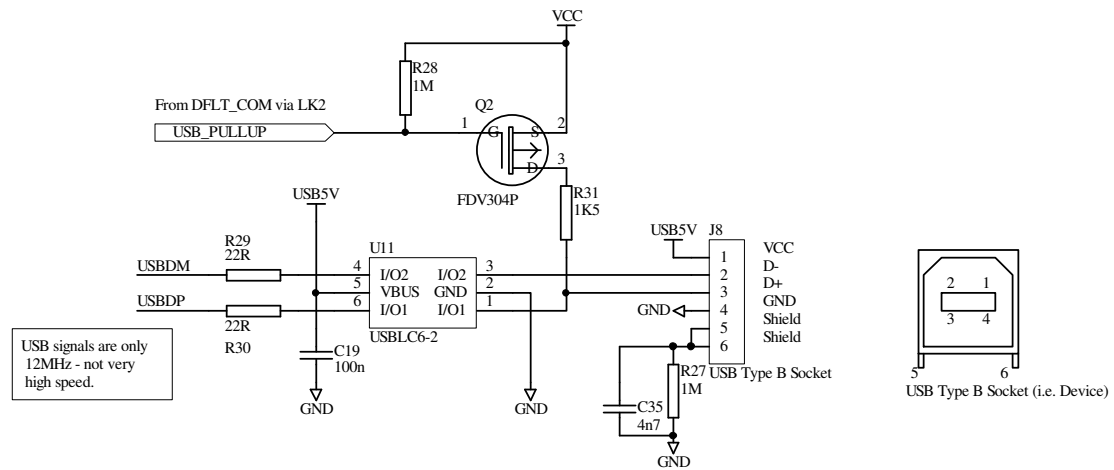 VCC
R28
1M
From DFLT_COM via LK2
USB_PULLUP
Q2
1
G
S
2
D
3
FDV304P
R31
1K5
USB5V
R29
22R
USBDM
USBDP
22R
R30
U11
4
5
6
I/O2
VBUS
I/O1
I/O2
GND
I/O1
3
2
1
USBLC6-2
C19
100n
GND
GND
USB signals are only
12MHz - not very
high speed.
USB5V
J8
1
2
3
4
5
6
VCC
D-
D+
GND
Shield
Shield
GND
USB Type B Socket
R27
1M
C35
4n7
GND
2 1
3 4
5 6
USB Type B Socket (i.e. Device)